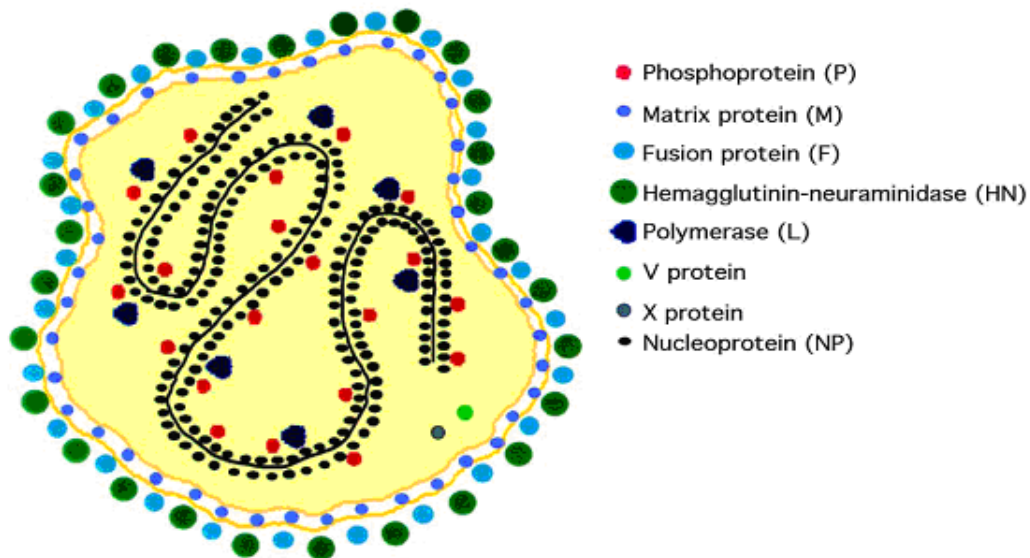 Phosphoprotein (P)
Matrix protein (M)
Fusion protein (F)
Hemagglutinin-neuraminidase (HN)
Polymerase (L)
V protein
X protein
Nucleoprotein (NP)